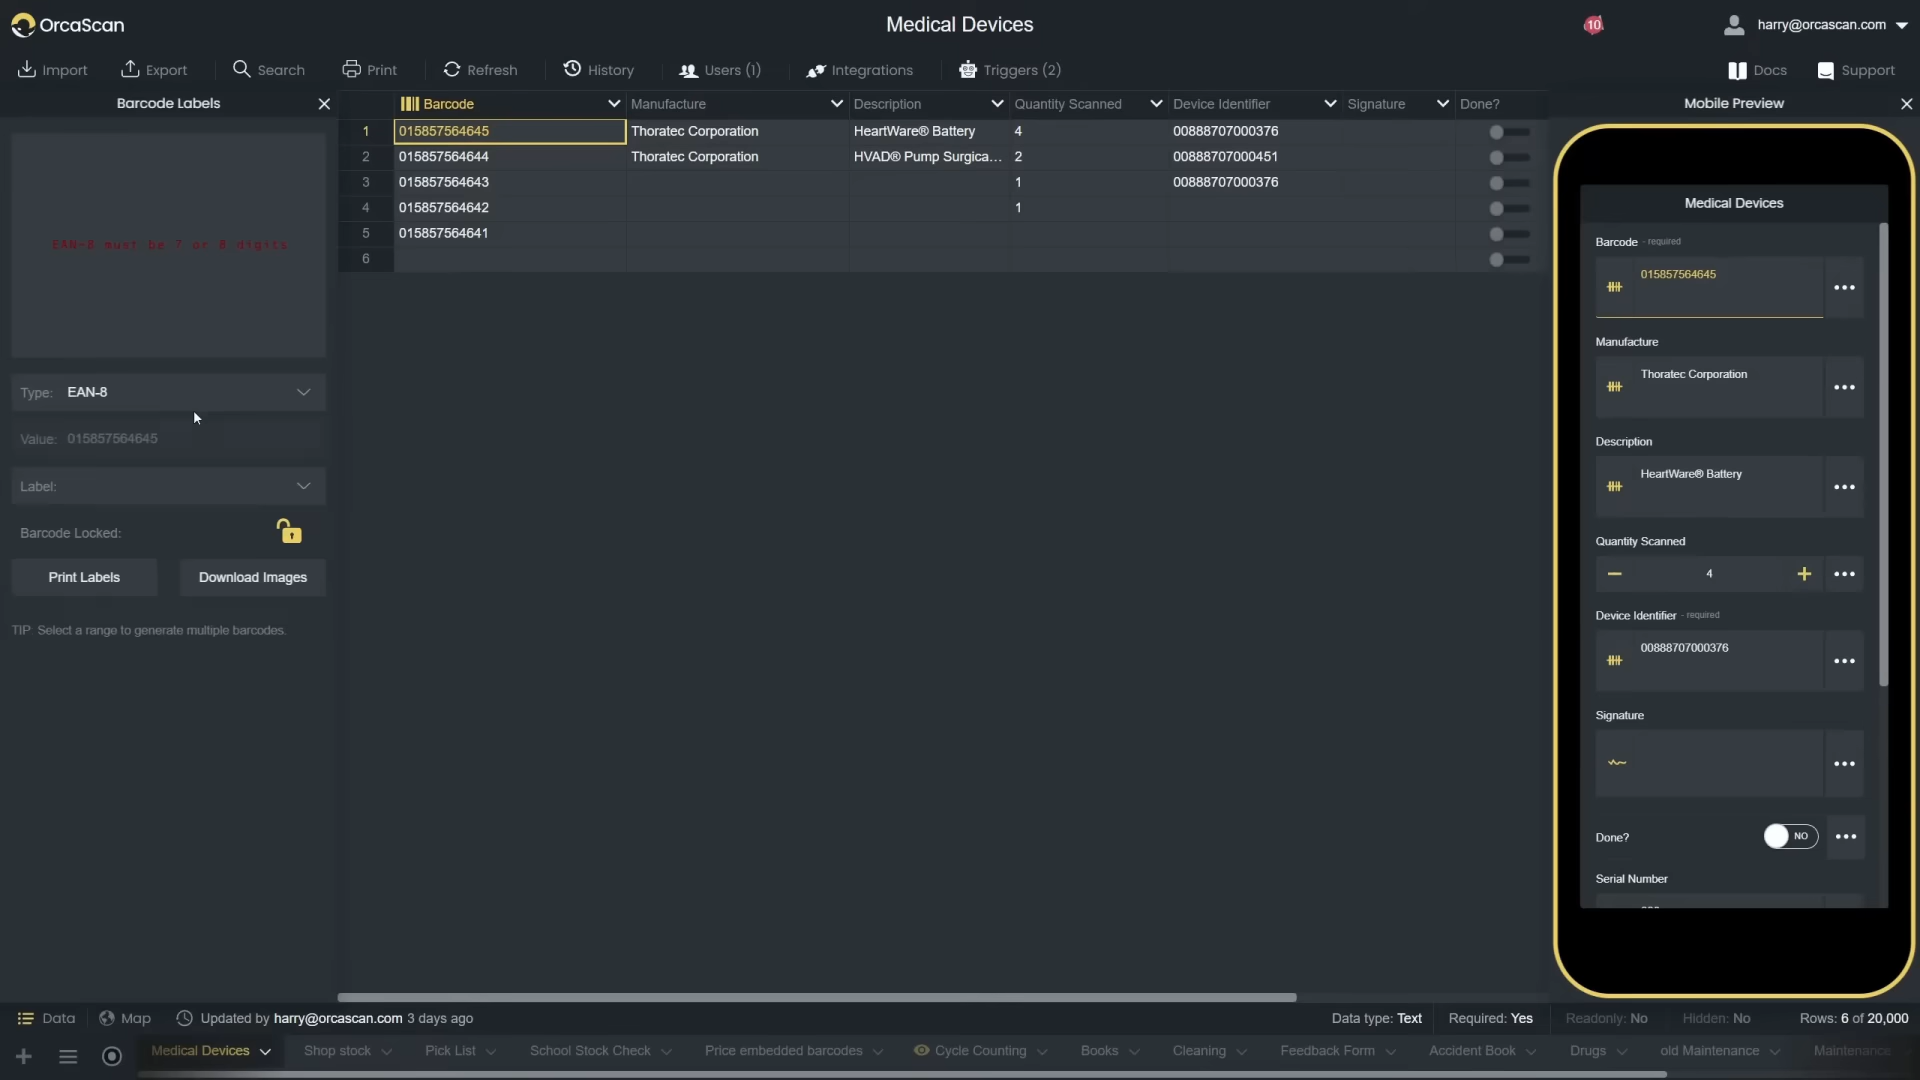 OrcaScan
Medical Devices
10
harry@orcascan.com
Import
Export
Search
Print
Refresh
History
Users (1)
Integrations
Triggers (2)
Docs
Support
Barcode Labels
EAN-8 must be 7 or 8 digits
Type: EAN-8
Value: 015857564645
Label:
Barcode Locked:
Print Labels
Download Images
TIP: Select a range to generate multiple barcodes.
Barcode Manufacture Description Quantity Scanned Device Identifier Signature Done?
1 015857564645 Thoratec Corporation HeartWare® Battery 4 00888707000376
2 015857564644 Thoratec Corporation HVAD® Pump Surgica... 2 00888707000451
3 015857564643 1 00888707000376
4 015857564642 1
5 015857564641
6
Mobile Preview
Medical Devices
Barcode - required
015857564645
Manufacture
Thoratec Corporation
Description
HeartWare® Battery
Quantity Scanned
4
Device Identifier - required
00888707000376
Signature
Done?
NO
Serial Number
Data
Map
Updated by harry@orcascan.com 3 days ago
Data type: Text
Required: Yes
Readonly: No
Hidden: No
Rows: 6 of 20,000
Medical Devices
Shop stock
Pick List
School Stock Check
Price embedded barcodes
Cycle Counting
Books
Cleaning
Feedback Form
Accident Book
Drugs
old Maintenance
Maintenance